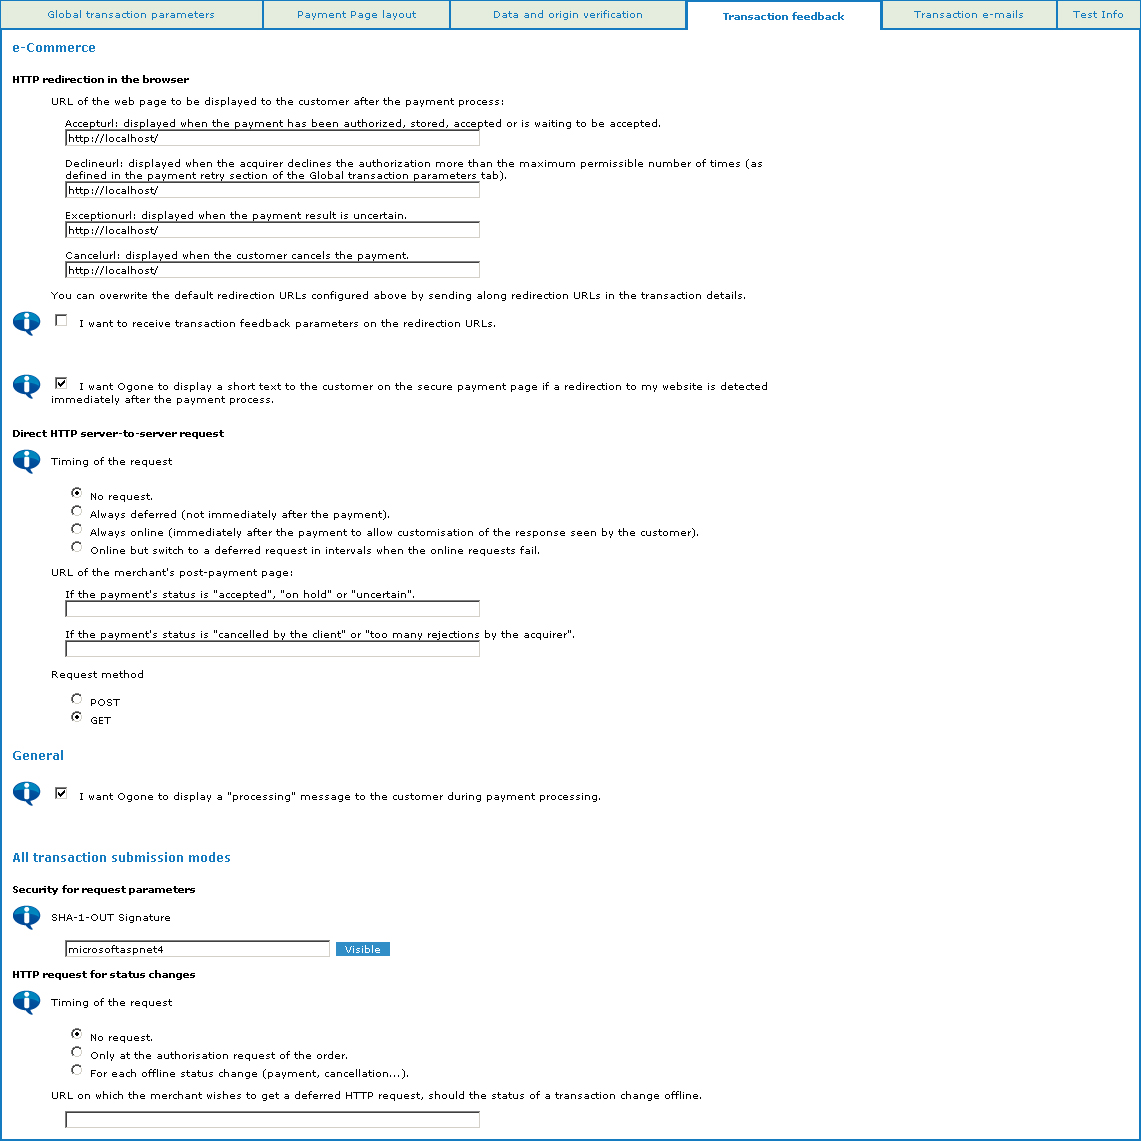 Global transaction parameters
Payment Page layout
Data and origin verification
Transaction feedback
Transaction e-mails
Test Info
e-Commerce
HTTP redirection in the browser
URL of the web page to be displayed to the customer after the payment process:
Accepturl: displayed when the payment has been authorized, stored, accepted or is waiting to be accepted.
http://localhost/
Declineurl: displayed when the acquirer declines the authorization more than the maximum permissible number of times (as
defined in the payment retry section of the Global transaction parameters tab).
http://localhost/
Exceptionurl: displayed when the payment result is uncertain.
http://localhost/
Cancelurl: displayed when the customer cancels the payment.
http://localhost/
You can overwrite the default redirection URLs configured above by sending along redirection URLs in the transaction details.
I want to receive transaction feedback parameters on the redirection URLs.
I want Ogone to display a short text to the customer on the secure payment page if a redirection to my website is detected
immediately after the payment process.
Direct HTTP server-to-server request
Timing of the request
No request.
Always deferred (not immediately after the payment).
Always online (immediately after the payment to allow customisation of the response seen by the customer).
Online but switch to a deferred request in intervals when the online requests fail.
URL of the merchant's post-payment page:
If the payment's status is "accepted", "on hold" or "uncertain".
If the payment's status is "cancelled by the client" or "too many rejections by the acquirer".
Request method
POST
GET
General
I want Ogone to display a "processing" message to the customer during payment processing.
All transaction submission modes
Security for request parameters
SHA-1-OUT Signature
microsoftaspnet4
Visible
HTTP request for status changes
Timing of the request
No request.
Only at the authorisation request of the order.
For each offline status change (payment, cancellation...).
URL on which the merchant wishes to get a deferred HTTP request, should the status of a transaction change offline.